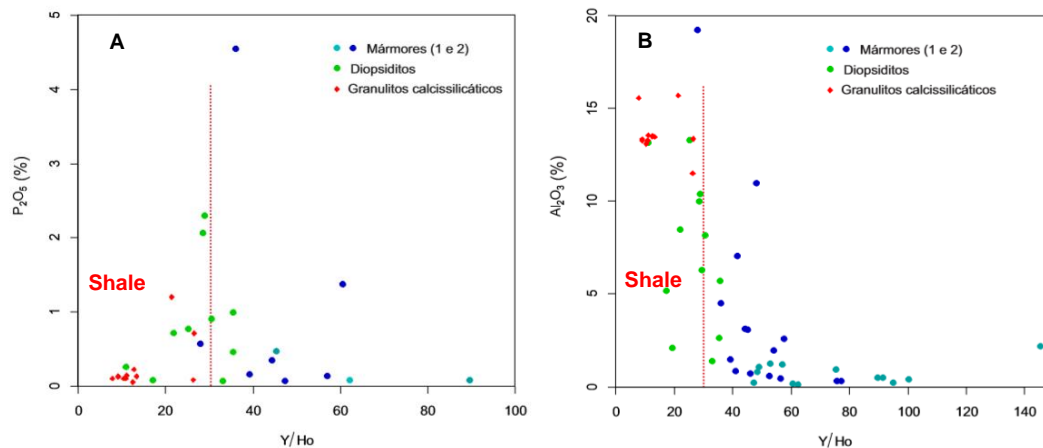 A
Mármores (1 e 2)
Diopsiditos
Granulitos calcissilicáticos
Shale
P₂O₅ (%)
0
1
2
3
4
5
0
20
40
60
80
100
Y/Ho
B
Mármores (1 e 2)
Diopsiditos
Granulitos calcissilicáticos
Shale
Al₂O₃ (%)
0
5
10
15
20
0
20
40
60
80
100
120
140
Y/Ho